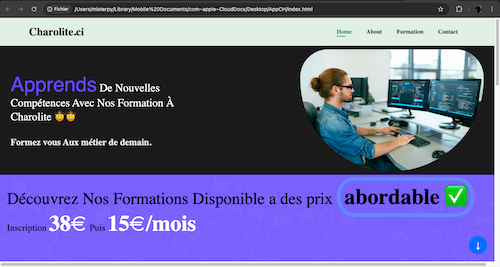 Fichier /Users/misterpy/Library/Mobile%20Documents/com~apple~CloudDocs/Desktop/AppCH/index.html
Charolite.ci
Home About Formation Contact
Apprends De Nouvelles
Compétences Avec Nos Formation À
Charolite
Formez vous Aux métier de demain.
Découvrez Nos Formations Disponible a des prix abordable ✅
Inscription 38€ Puis 15€/mois
↓